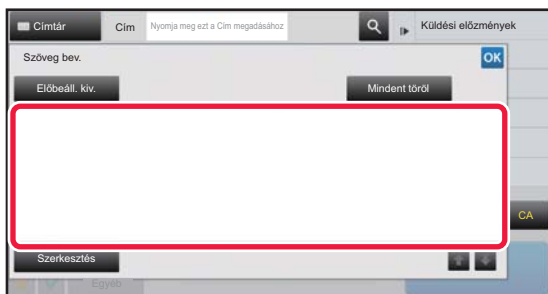 Címtár Cím Nyomja meg ezt a Cím megadásához Küldési előzmények
Szöveg bev. OK
Előbeáll. kiv. Mindent töröl
CA
Szerkesztés
Egyéb